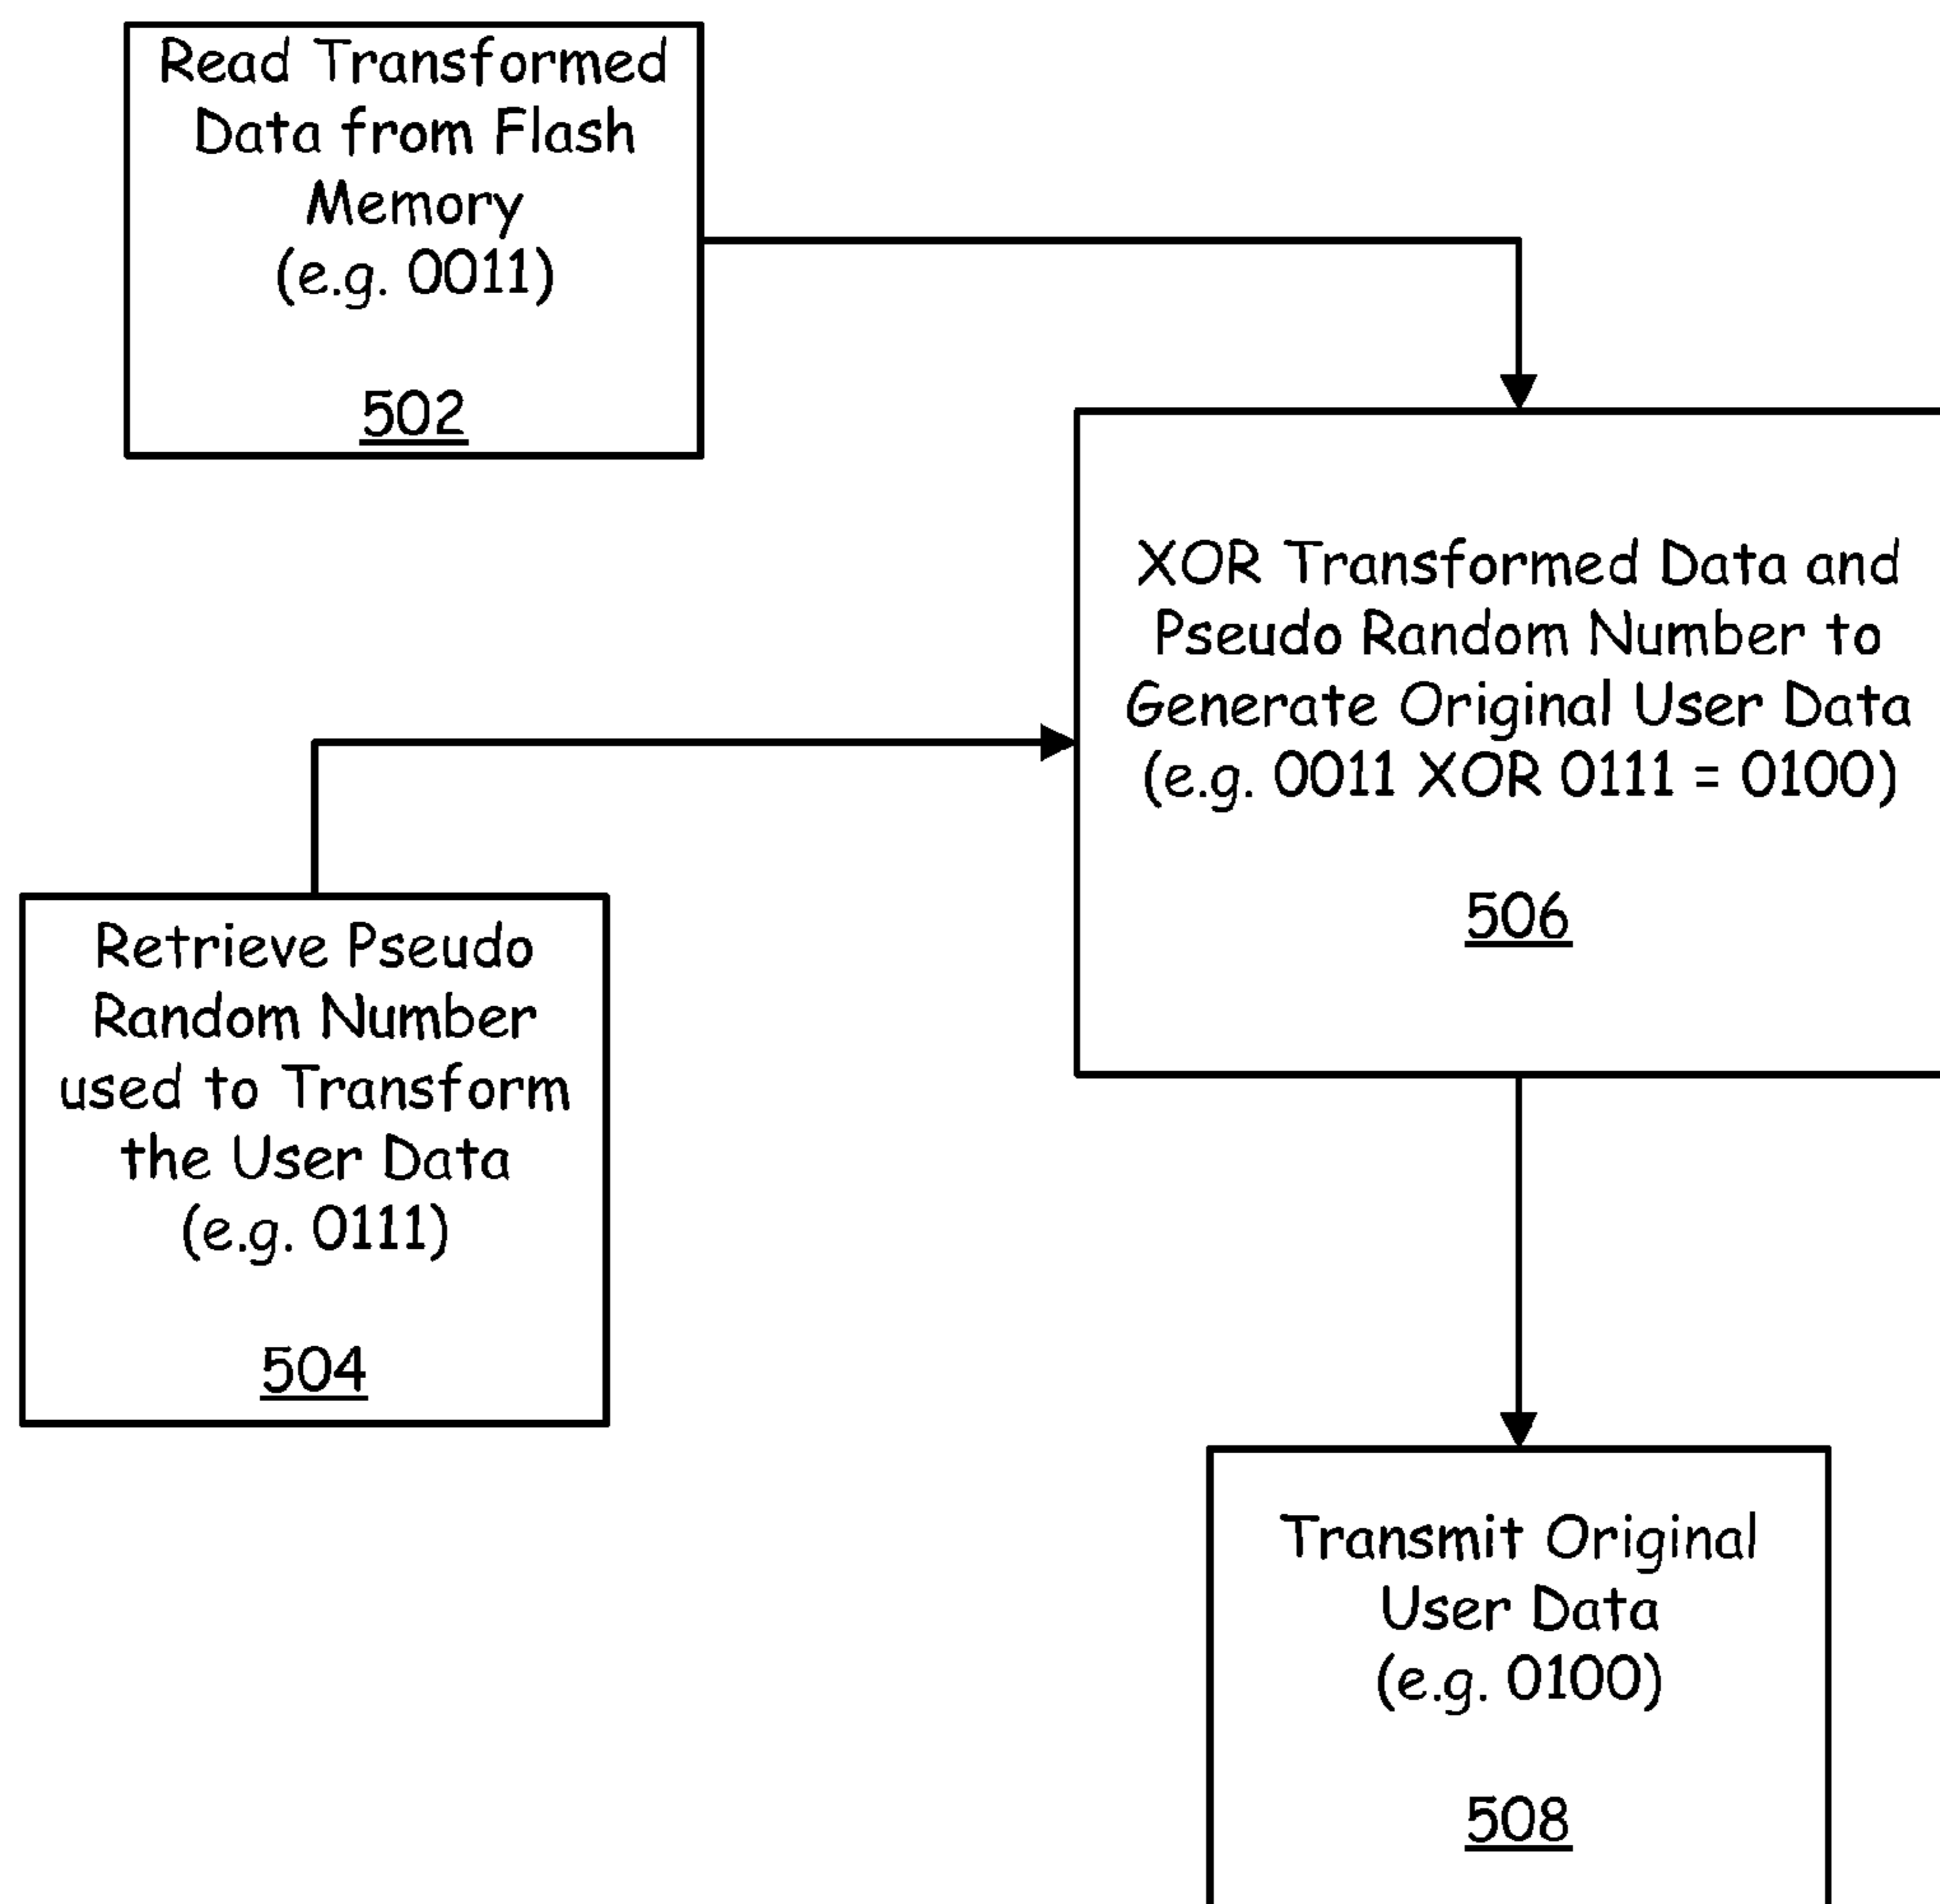 Read Transformed
Data from Flash
Memory
(e.g. 0011)
502
XOR Transformed Data and
Pseudo Random Number to
Generate Original User Data
(e.g. 0011 XOR 0111 = 0100)
506
Retrieve Pseudo
Random Number
used to Transform
the User Data
(e.g. 0111)
504
Transmit Original
User Data
(e.g. 0100)
508